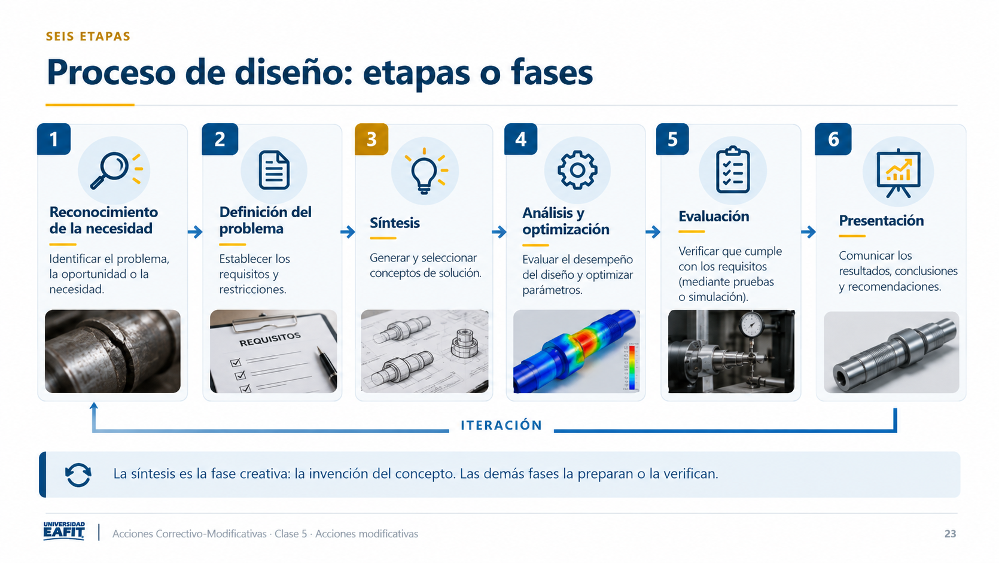 SEIS ETAPAS
Proceso de diseño: etapas o fases
1
Reconocimiento
de la necesidad
Identificar el problema,
la oportunidad o la
necesidad.
2
Definición del
problema
Establecer los
requisitos y
restricciones.
REQUISITOS
3
Síntesis
Generar y seleccionar
conceptos de solución.
4
Análisis y
optimización
Evaluar el desempeño
del diseño y optimizar
parámetros.
5
Evaluación
Verificar que cumple
con los requisitos
(mediante pruebas
o simulación).
6
Presentación
Comunicar los
resultados, conclusiones
y recomendaciones.
ITERACIÓN
La síntesis es la fase creativa: la invención del concepto. Las demás fases la preparan o la verifican.
UNIVERSIDAD
EAFIT
Acciones Correctivo-Modificativas · Clase 5 · Acciones modificativas
23